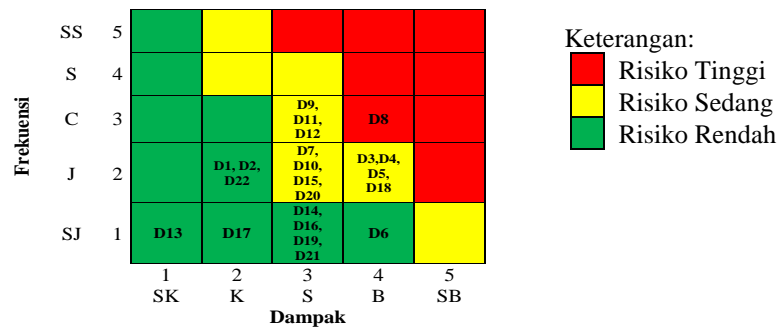 SS 5
S 4
C 3
J 2
SJ 1
Frekuensi
D9,
D11,
D12
D8
D1, D2,
D22
D7,
D10,
D15,
D20
D3,D4,
D5,
D18
D13
D17
D14,
D16,
D19,
D21
D6
1 2 3 4 5
SK K S B SB
Dampak
Keterangan:
Risiko Tinggi
Risiko Sedang
Risiko Rendah